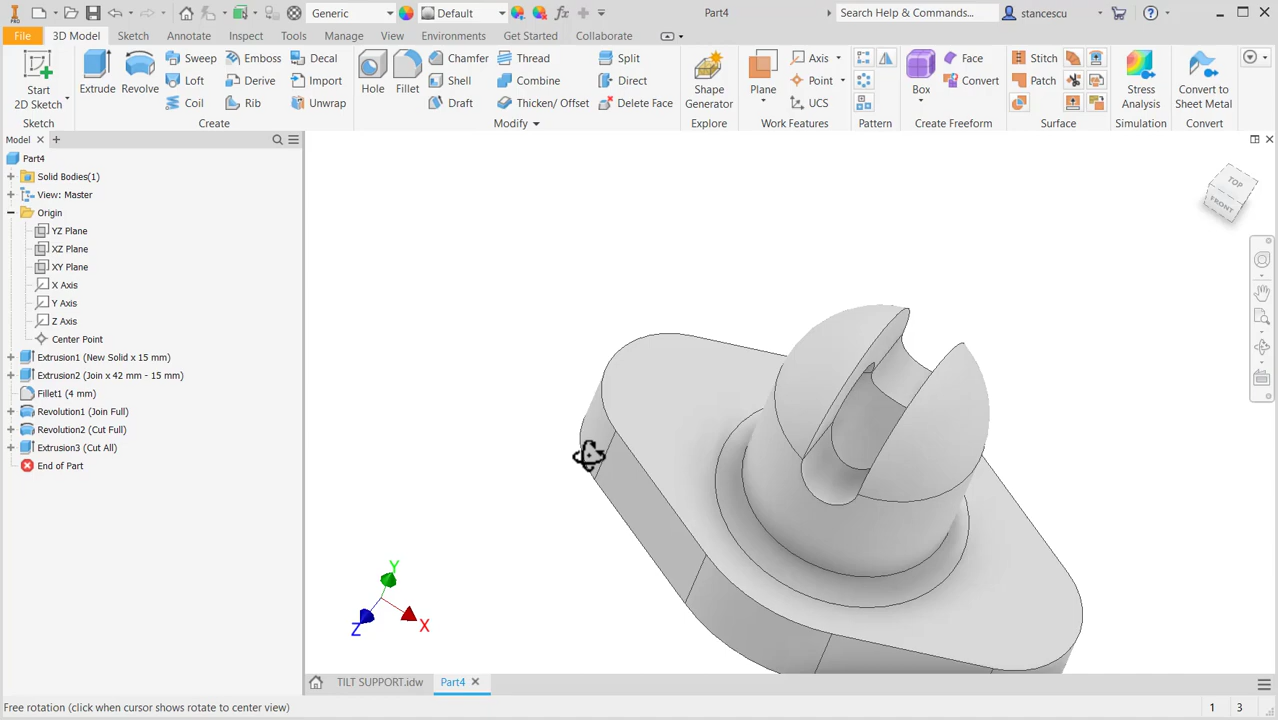 PRO
Generic
Default
Part4
Search Help & Commands...
stancescu
File
3D Model
Sketch
Annotate
Inspect
Tools
Manage
View
Environments
Get Started
Collaborate
Start
2D Sketch
Extrude
Revolve
Sweep
Loft
Coil
Emboss
Derive
Rib
Decal
Import
Unwrap
Hole
Fillet
Chamfer
Shell
Draft
Thread
Combine
Thicken/ Offset
Split
Direct
Delete Face
Shape
Generator
Plane
Axis
Point
UCS
Box
Face
Convert
Stitch
Patch
Stress
Analysis
Convert to
Sheet Metal
Sketch
Create
Modify
Explore
Work Features
Pattern
Create Freeform
Surface
Simulation
Convert
Model
Part4
Solid Bodies(1)
View: Master
Origin
YZ Plane
XZ Plane
XY Plane
X Axis
Y Axis
Z Axis
Center Point
Extrusion1 (New Solid x 15 mm)
Extrusion2 (Join x 42 mm - 15 mm)
Fillet1 (4 mm)
Revolution1 (Join Full)
Revolution2 (Cut Full)
Extrusion3 (Cut All)
End of Part
TOP
FRONT
Y
X
Z
TILT SUPPORT.idw
Part4
Free rotation (click when cursor shows rotate to center view)
1
3